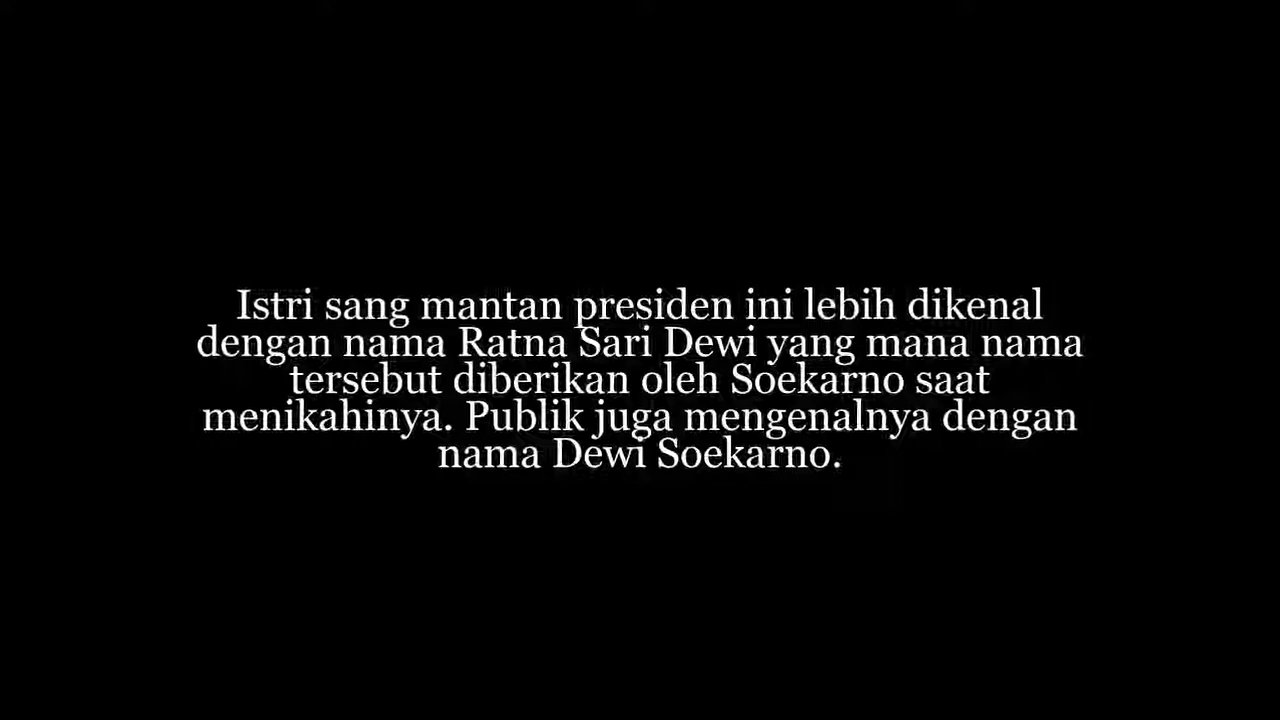 Istri sang mantan presiden ini lebih dikenal
dengan nama Ratna Sari Dewi yang mana nama
tersebut diberikan oleh Soekarno saat
menikahinya. Publik juga mengenalnya dengan
nama Dewi Soekarno.